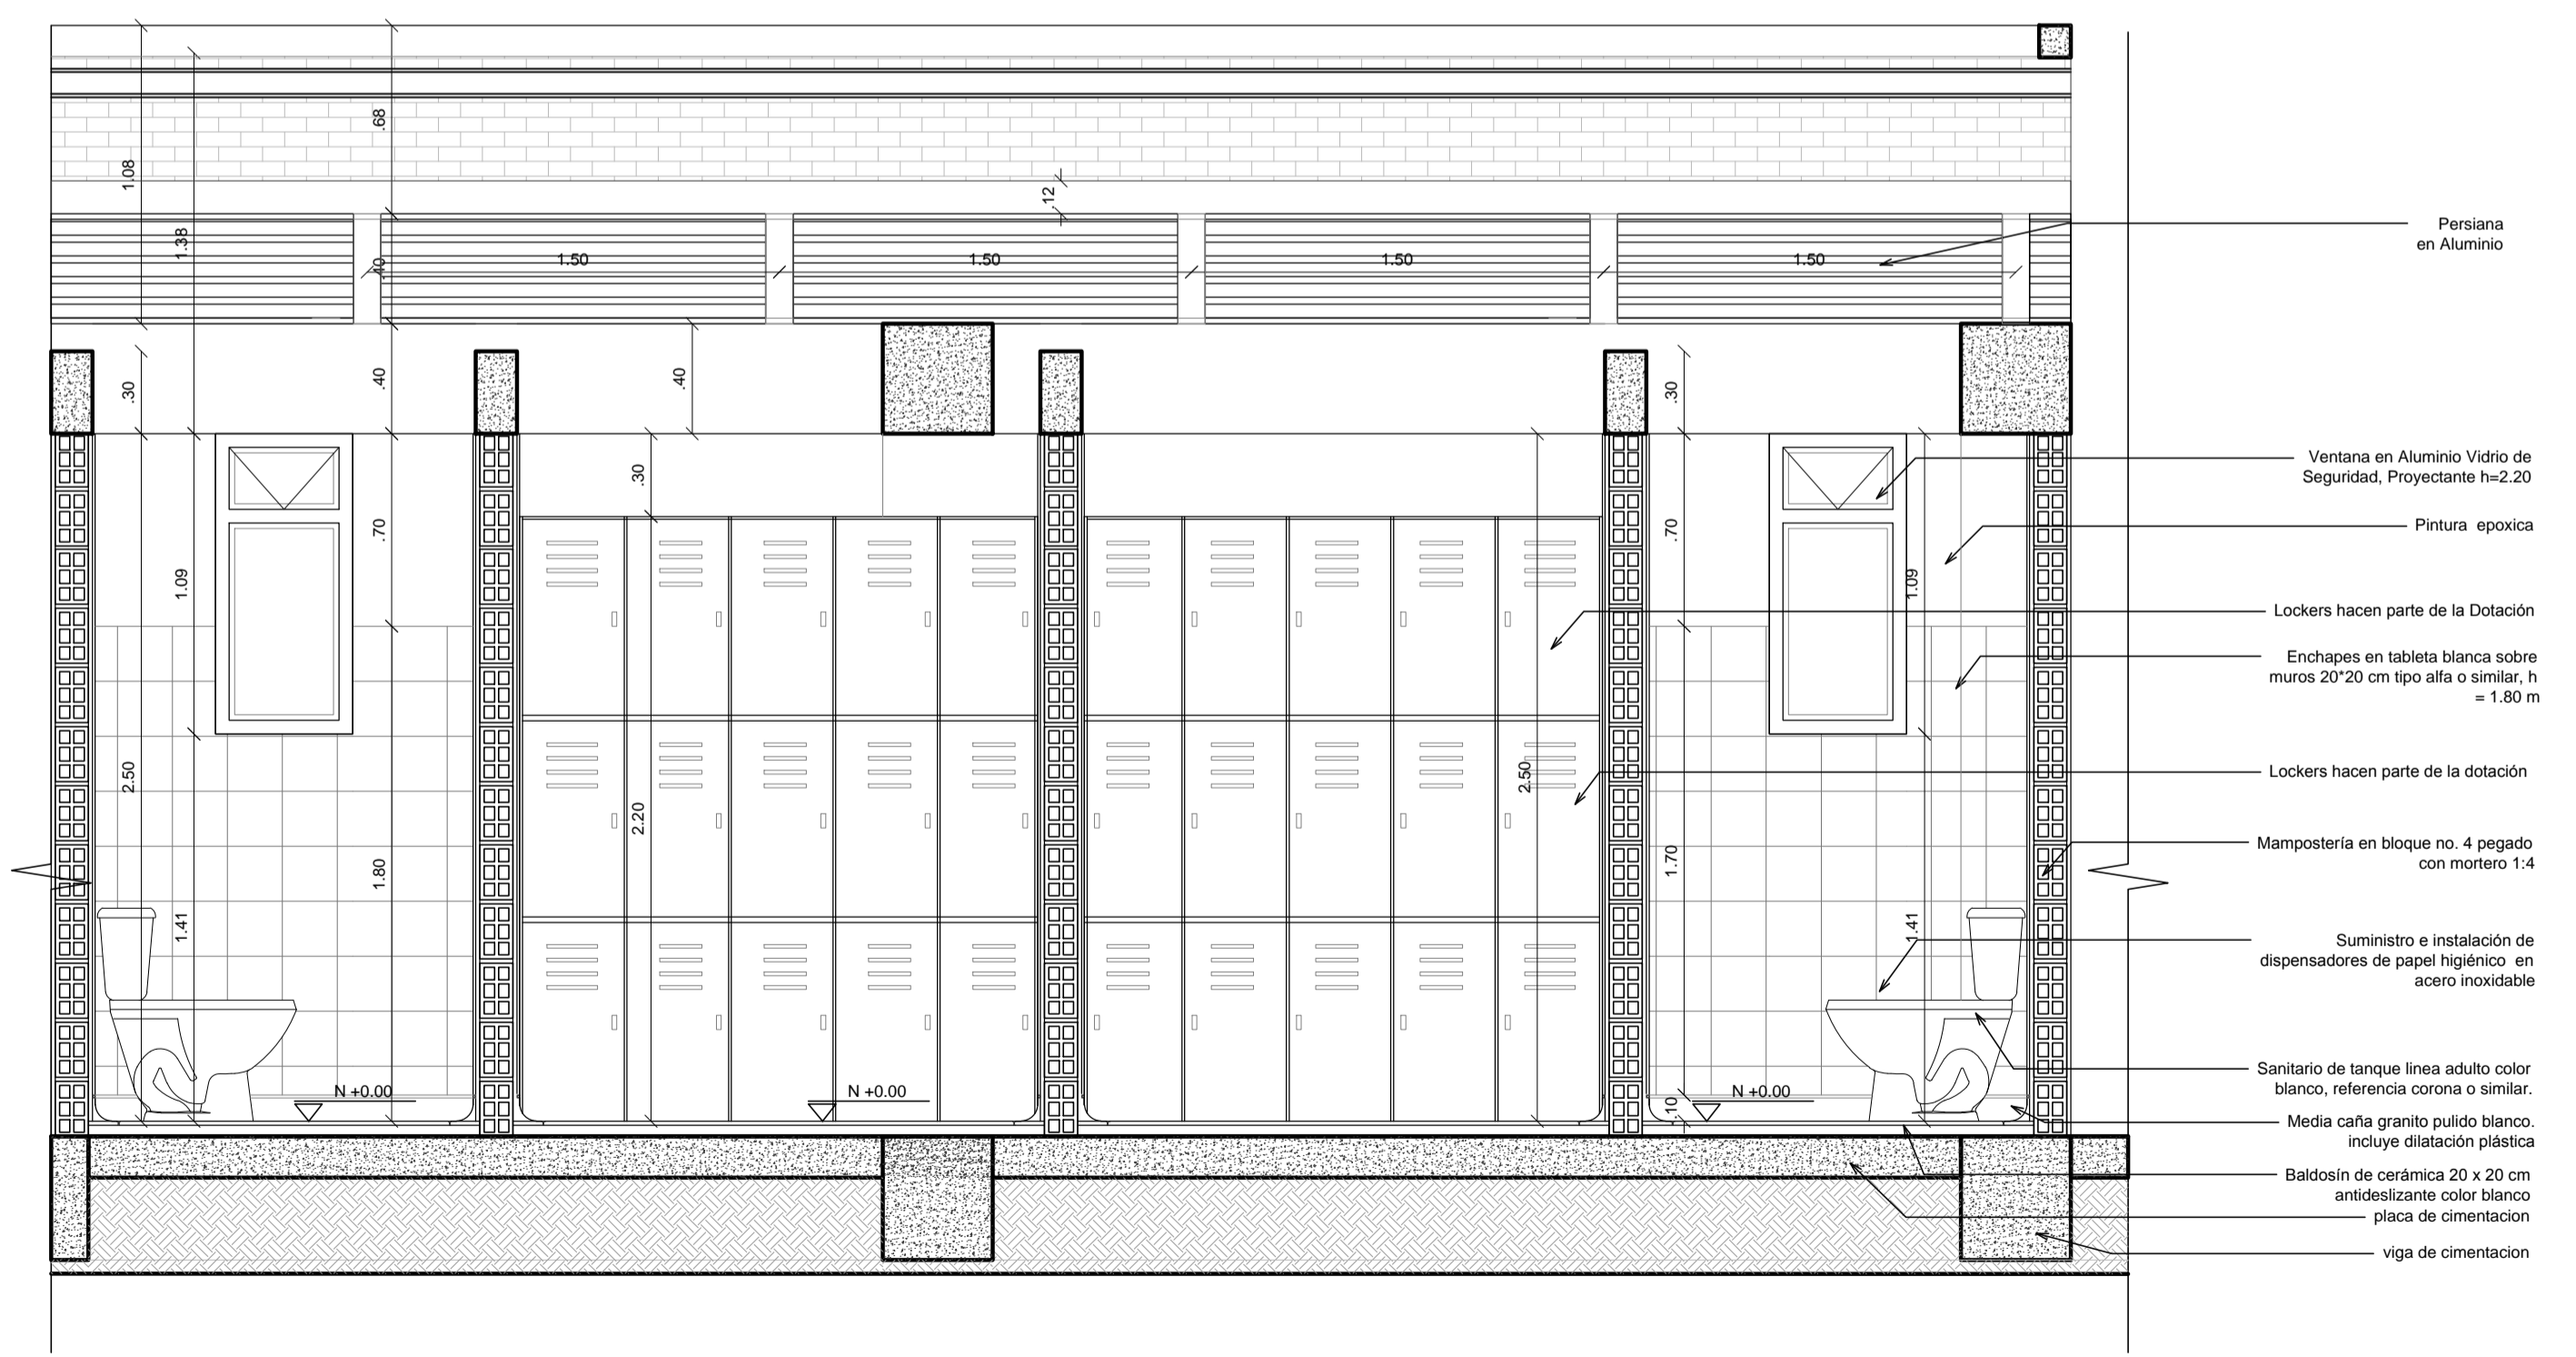 .68
1.08
.12
1.38
.40
1.50
1.50
1.50
1.50
Persiana
en Aluminio
.30
.40
.40
.30
.30
Ventana en Aluminio Vidrio de
Seguridad, Proyectante h=2.20
.70
.70
Pintura epoxica
1.09
1.09
Lockers hacen parte de la Dotación
Enchapes en tableta blanca sobre
muros 20*20 cm tipo alfa o similar, h
= 1.80 m
2.50
2.50
Lockers hacen parte de la dotación
2.20
1.80
1.70
Mampostería en bloque no. 4 pegado
con mortero 1:4
1.41
1.41
Suministro e instalación de
dispensadores de papel higiénico en
acero inoxidable
Sanitario de tanque linea adulto color
blanco, referencia corona o similar.
N +0.00
N +0.00
N +0.00
.10
Media caña granito pulido blanco.
incluye dilatación plástica
Baldosín de cerámica 20 x 20 cm
antideslizante color blanco
placa de cimentacion
viga de cimentacion